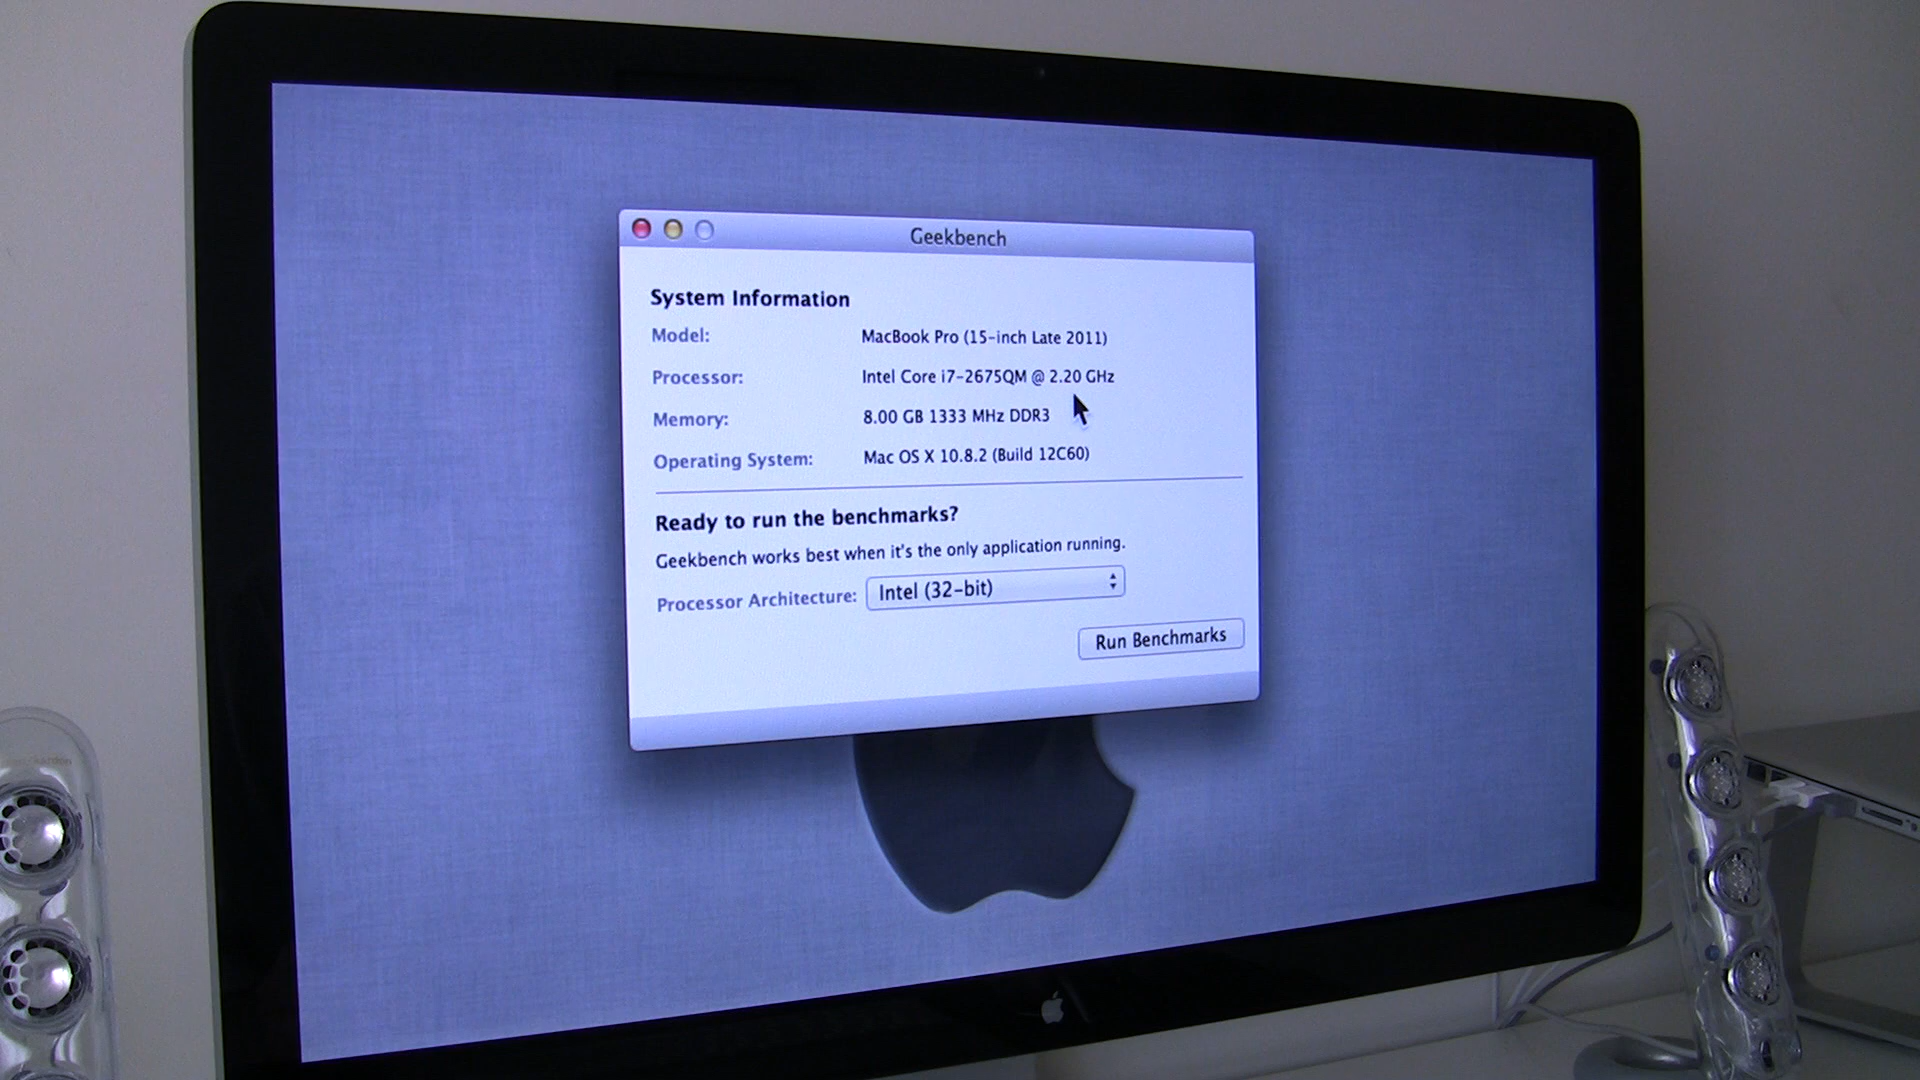 Geekbench
System Information
Model: MacBook Pro (15-inch Late 2011)
Processor: Intel Core i7-2675QM @ 2.20 GHz
Memory: 8.00 GB 1333 MHz DDR3
Operating System: Mac OS X 10.8.2 (Build 12C60)
Ready to run the benchmarks?
Geekbench works best when it's the only application running.
Processor Architecture: Intel (32-bit)
Run Benchmarks